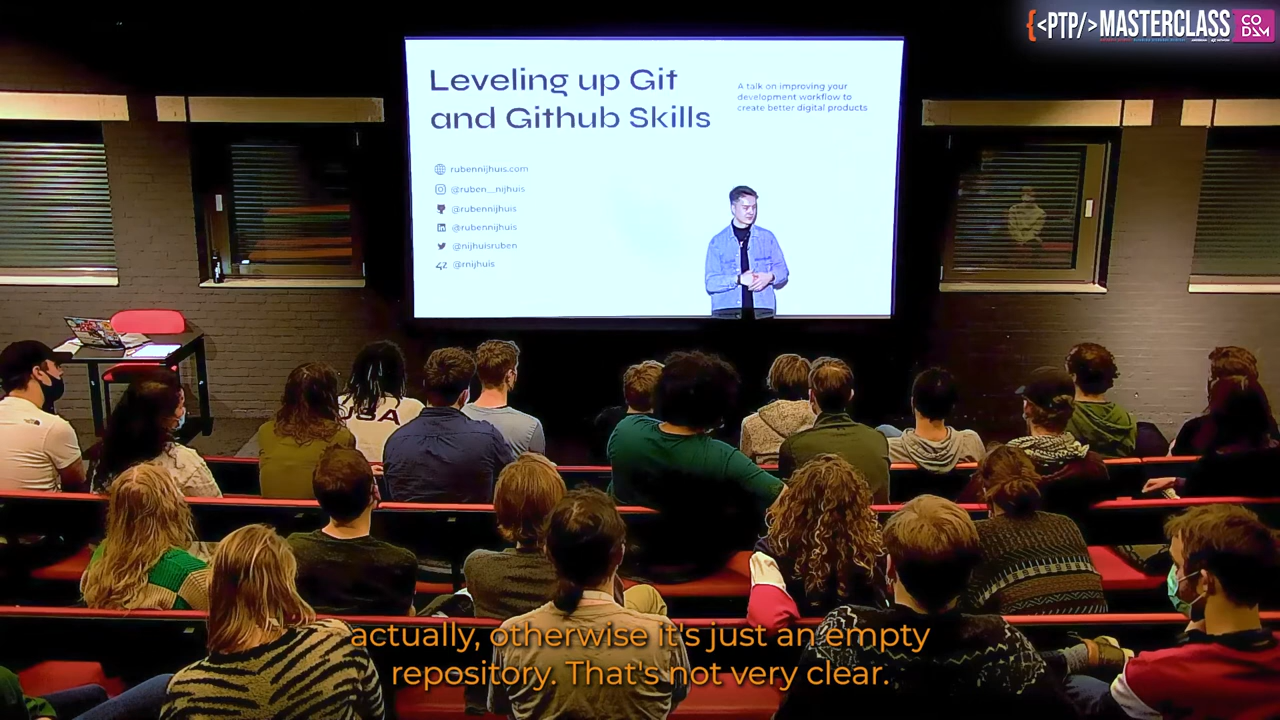 {<PTP/>MASTERCLASS
CO
D/M
Leveling up Git
and Github Skills
A talk on improving your
development workflow to
create better digital products
rubennijhuis.com
@ruben__nijhuis
@rubennijhuis
@rubennijhuis
@nijhuisruben
42 @rnijhuis
USA
actually, otherwise it's just an empty
repository. That's not very clear.